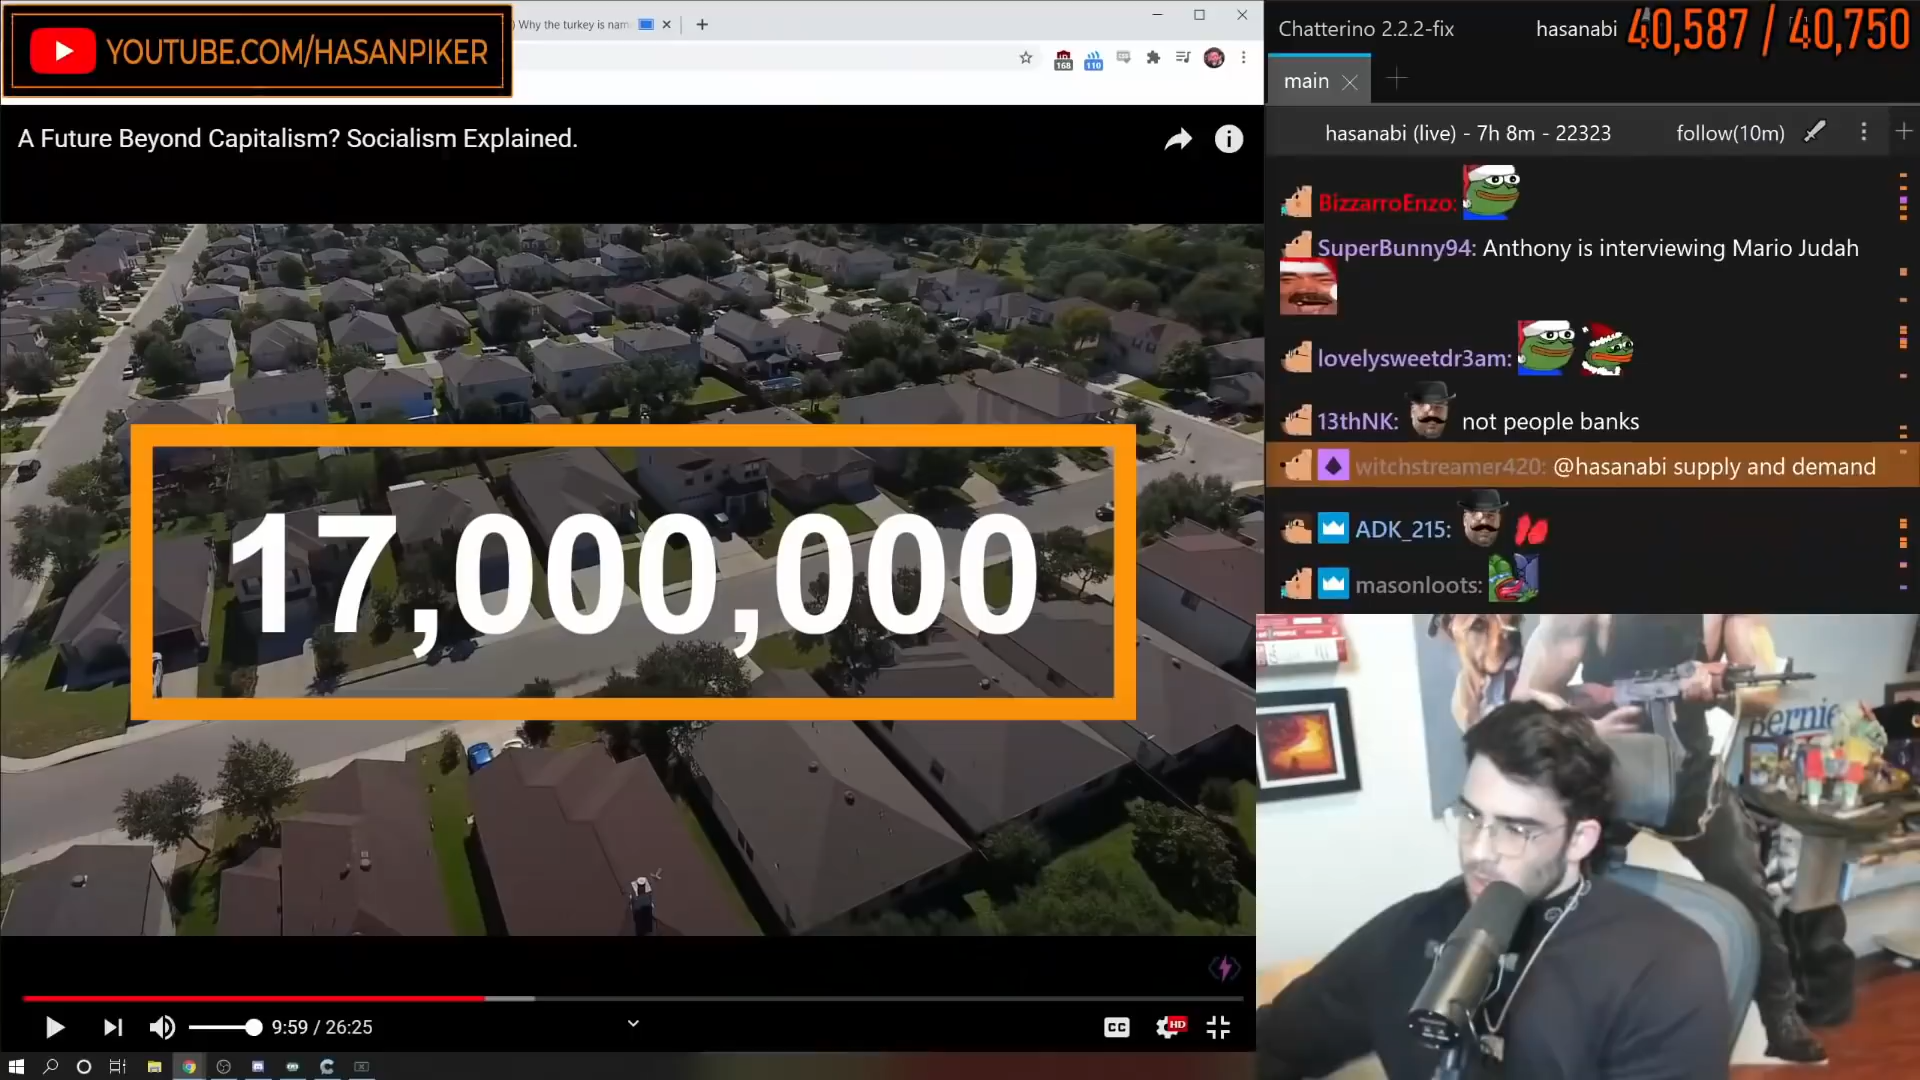 YOUTUBE.COM/HASANPIKER
) Why the turkey is nam
168
110
A Future Beyond Capitalism? Socialism Explained.
17,000,000
9:59 / 26:25
CC
HD
Chatterino 2.2.2-fix
hasanabi
40,587 / 40,750
main
hasanabi (live) - 7h 8m - 22323
follow(10m)
BizzarroEnzo:
SuperBunny94: Anthony is interviewing Mario Judah
lovelysweetdr3am:
13thNK: not people banks
witchstreamer420: @hasanabi supply and demand
ADK_215:
masonloots:
Bernie